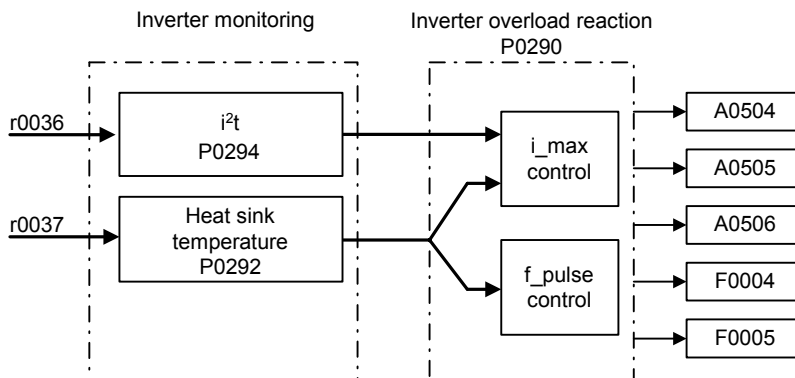 Inverter monitoring
Inverter overload reaction
P0290
r0036
i²t
P0294
i_max
control
A0504
A0505
r0037
Heat sink
temperature
P0292
A0506
f_pulse
control
F0004
F0005